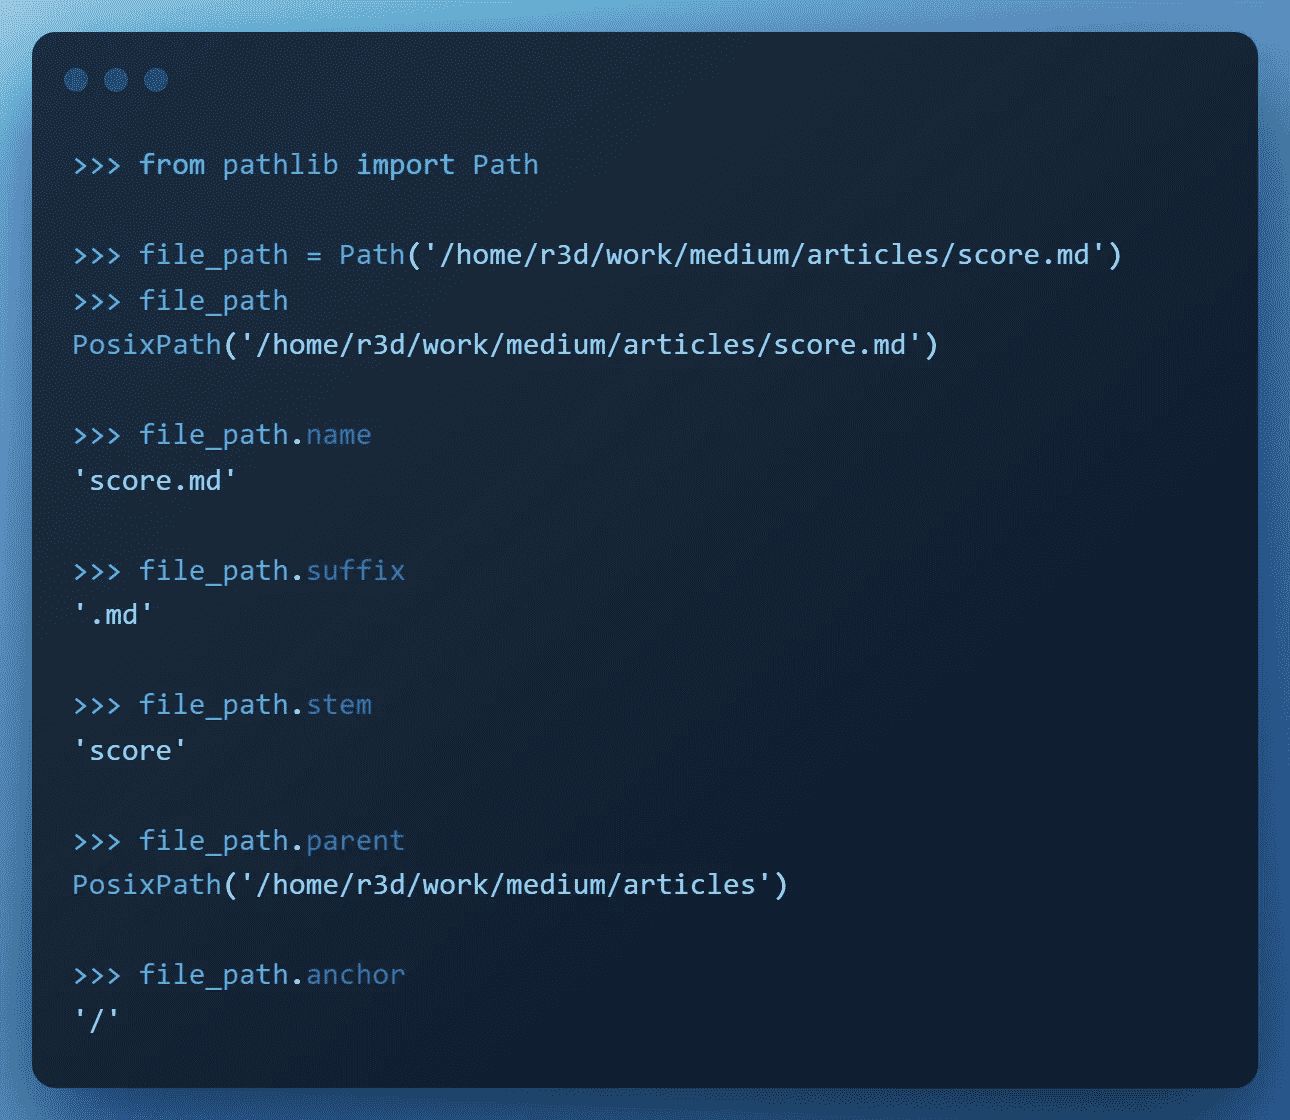 >>> from pathlib import Path
>>> file_path = Path('/home/r3d/work/medium/articles/score.md')
>>> file_path
PosixPath('/home/r3d/work/medium/articles/score.md')
>>> file_path.name
'score.md'
>>> file_path.suffix
'.md'
>>> file_path.stem
'score'
>>> file_path.parent
PosixPath('/home/r3d/work/medium/articles')
>>> file_path.anchor
'/'